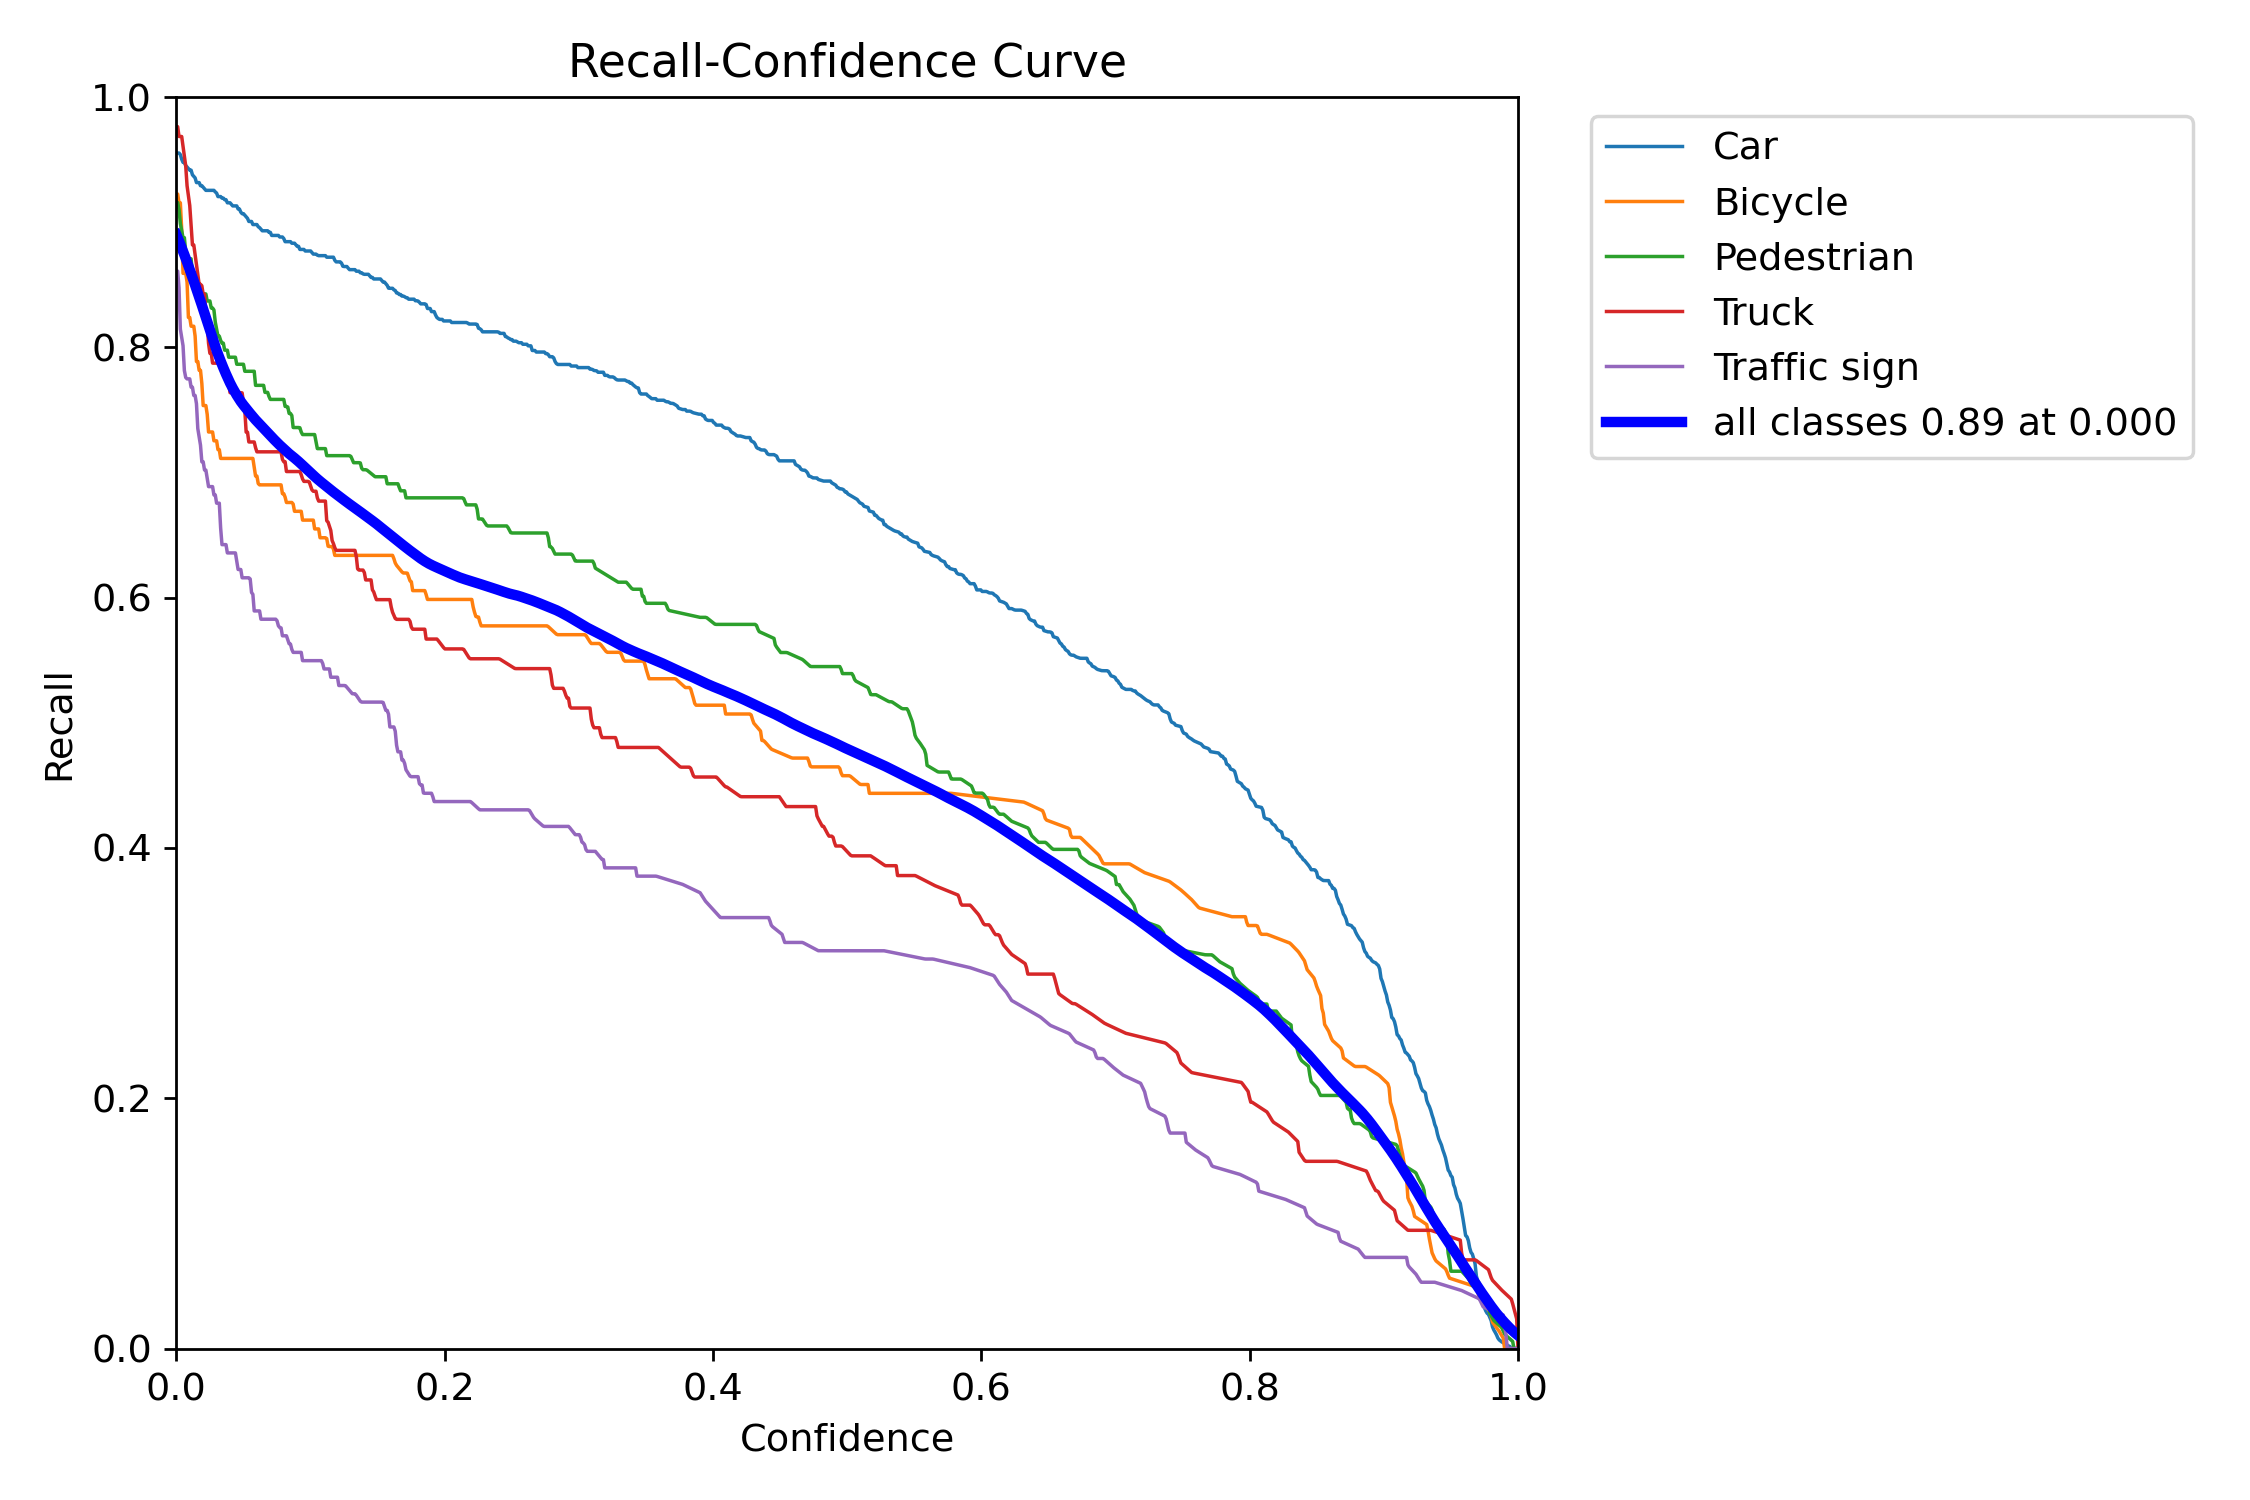 Recall-Confidence Curve
1.0
0.8
0.6
0.4
0.2
0.0
Recall
0.0 0.2 0.4 0.6 0.8 1.0
Confidence
Car
Bicycle
Pedestrian
Truck
Traffic sign
all classes 0.89 at 0.000